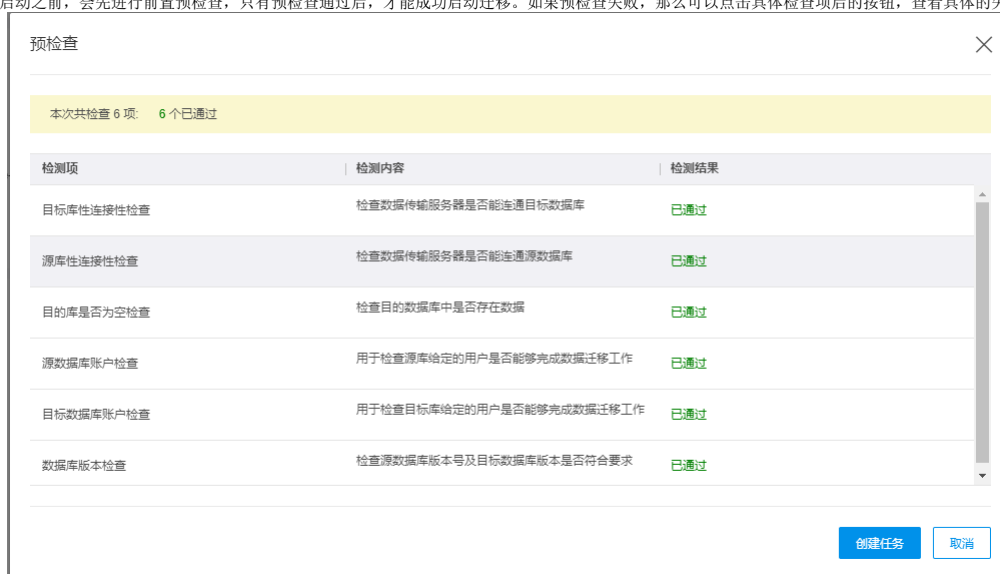 启动之前，会先进行前置预检查，只有预检查通过后，才能成功启动迁移。如果预检查失败，那么可以点击具体检查项后的按钮，查看具体的失
预检查
本次共检查 6 项: 6 个已通过
检测项 检测内容 检测结果
目标库性连接性检查 检查数据传输服务器是否能连通目标数据库 已通过
源库性连接性检查 检查数据传输服务器是否能连通源数据库 已通过
目的库是否为空检查 检查目的数据库中是否存在数据 已通过
源数据库账户检查 用于检查源库给定的用户是否能够完成数据迁移工作 已通过
目标数据库账户检查 用于检查目标库给定的用户是否能够完成数据迁移工作 已通过
数据库版本检查 检查源数据库版本号及目标数据库版本是否符合要求 已通过
创建任务 取消